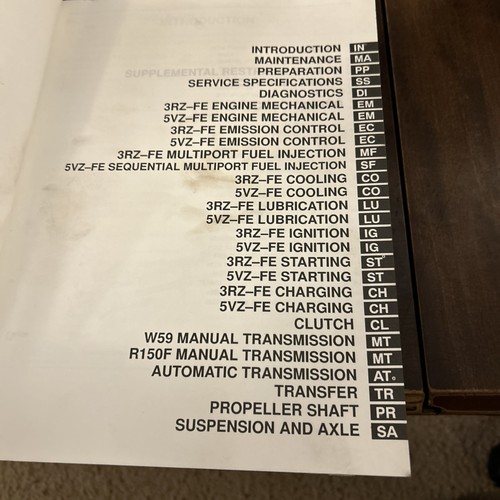 INTRODUCTION IN
MAINTENANCE MA
PREPARATION PP
SERVICE SPECIFICATIONS SS
DIAGNOSTICS DI
3RZ–FE ENGINE MECHANICAL EM
5VZ–FE ENGINE MECHANICAL EM
3RZ–FE EMISSION CONTROL EC
5VZ–FE EMISSION CONTROL EC
3RZ–FE MULTIPORT FUEL INJECTION MF
5VZ–FE SEQUENTIAL MULTIPORT FUEL INJECTION SF
3RZ–FE COOLING CO
5VZ–FE COOLING CO
3RZ–FE LUBRICATION LU
5VZ–FE LUBRICATION LU
3RZ–FE IGNITION IG
5VZ–FE IGNITION IG
3RZ–FE STARTING ST
5VZ–FE STARTING ST
3RZ–FE CHARGING CH
5VZ–FE CHARGING CH
CLUTCH CL
W59 MANUAL TRANSMISSION MT
R150F MANUAL TRANSMISSION MT
AUTOMATIC TRANSMISSION AT
TRANSFER TR
PROPELLER SHAFT PR
SUSPENSION AND AXLE SA